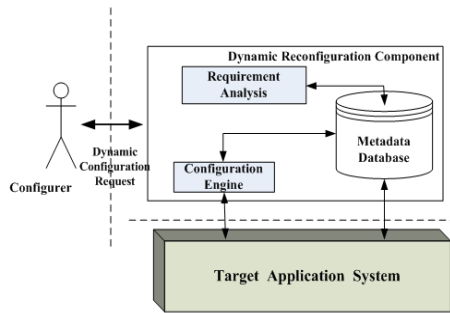 Dynamic Reconfiguration Component
Requirement
Analysis
Metadata
Database
Dynamic
Configuration
Request
Configurer
Configuration
Engine
Target Application System